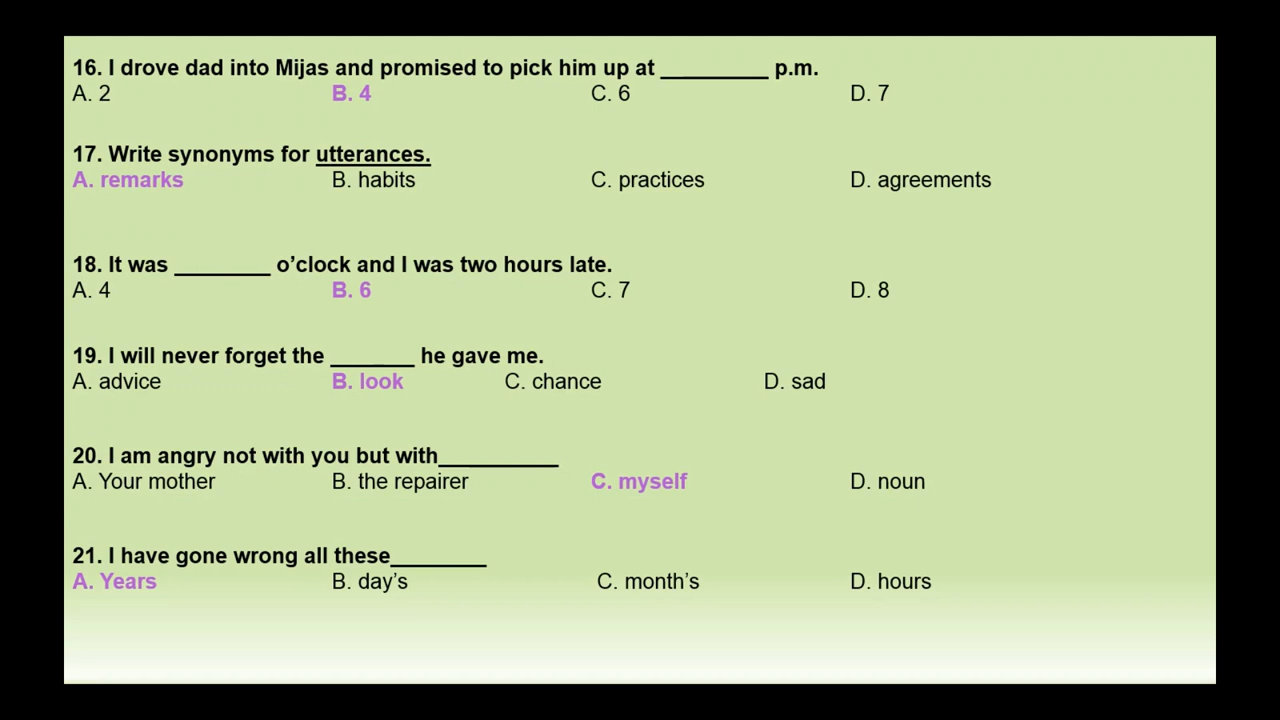 16. I drove dad into Mijas and promised to pick him up at _________ p.m.
A. 2 B. 4 C. 6 D. 7
17. Write synonyms for utterances.
A. remarks B. habits C. practices D. agreements
18. It was ________ o’clock and I was two hours late.
A. 4 B. 6 C. 7 D. 8
19. I will never forget the _______ he gave me.
A. advice B. look C. chance D. sad
20. I am angry not with you but with__________
A. Your mother B. the repairer C. myself D. noun
21. I have gone wrong all these________
A. Years B. day’s C. month’s D. hours